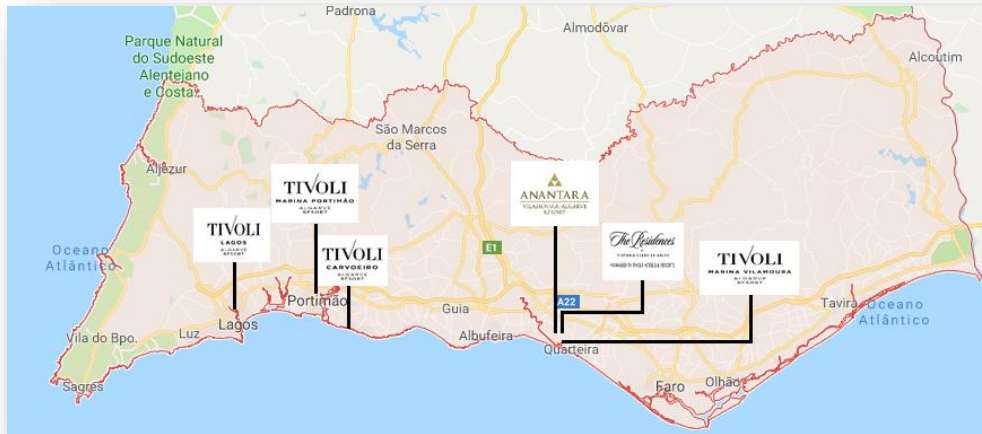 Padrona
Almodôvar
Parque Natural
do Sudoeste
Alentejano
e Costa...
Alcoutim
São Marcos
da Serra
Aljezur
TIVOLI
MARINA PORTIMÃO
ALGARVE
RESORT
ANANTARA
VILAMOURA ALGARVE
RESORT
TIVOLI
LAGOS
ALGARVE
RESORT
TIVOLI
CARVOEIRO
ALGARVE
RESORT
The Residences
TIVOLI
MARINA VILAMOURA
ALGARVE
RESORT
Oceano
Atlântico
E1
A22
Portimão
Guia
Tavira
Oceano
Atlântico
Lagos
Luz
Vila do Bpo.
Albufeira
Quarteira
Sagres
Faro
Olhão